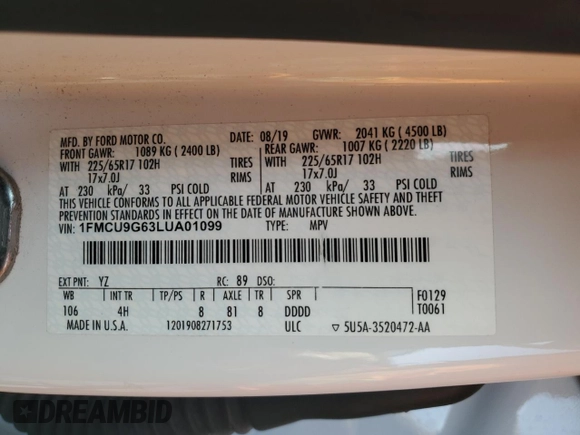 MFD. BY FORD MOTOR CO. DATE: 08/19 GVWR: 2041 KG ( 4500 LB)
FRONT GAWR: 1089 KG ( 2400 LB) REAR GAWR: 1007 KG ( 2220 LB)
WITH 225/65R17 102H TIRES WITH 225/65R17 102H TIRES
17x7.0J RIMS 17x7.0J RIMS
AT 230 kPa/ 33 PSI COLD AT 230 kPa/ 33 PSI COLD
THIS VEHICLE CONFORMS TO ALL APPLICABLE FEDERAL MOTOR VEHICLE SAFETY AND THEFT
PREVENTION STANDARDS IN EFFECT ON THE DATE OF MANUFACTURE SHOWN ABOVE.
VIN: 1FMCU9G63LUA01099 TYPE: MPV
EXT PNT: YZ RC: 89 DSO:
WB INT TR TP/PS R AXLE TR SPR F0129
106 4H 8 81 8 DDDD T0061
MADE IN U.S.A. 1201908271753 ULC ▽ 5U5A-3520472-AA
DREAMBID